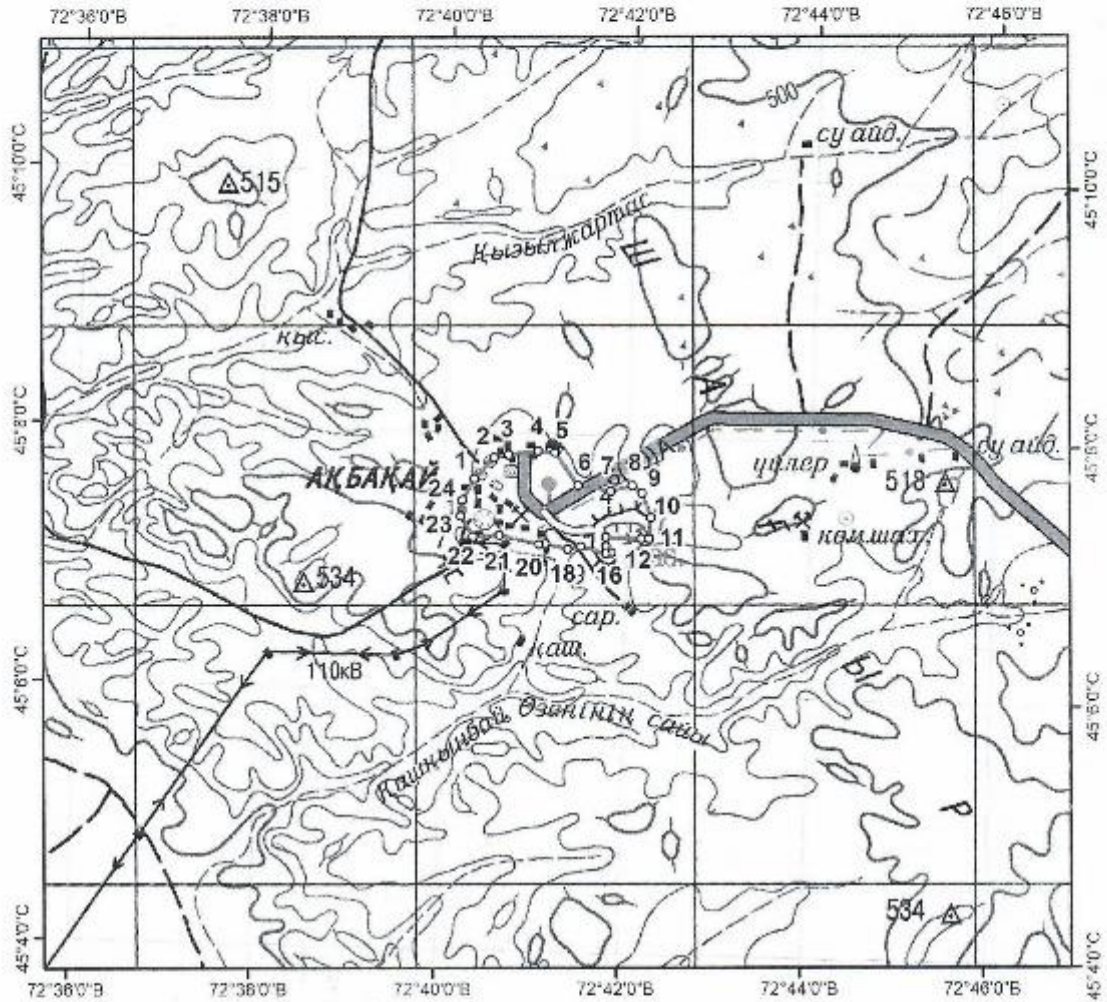 72°36'0"В 72°38'0"В 72°40'0"В 72°42'0"В 72°44'0"В 72°45'0"В
500
су айд.
45°10'0"С 45°10'0"С
515
Қызылжартас
Ш
қыс.
А
45°8'0"С 45°8'0"С
2 3 4 5
су айд.
1 6 7 8
үйлер
АҚБАҚАЙ
9
518
24
10
23
көм.шах.
22 21 20 18 16 12 11
534
сар.
қаш.
110кВ
45°6'0"С 45°6'0"С
Ы
Қашқынбай Өзенінің сайы
Р
534
45°4'0"С 45°4'0"С
72°36'0"В 72°38'0"В 72°40'0"В 72°42'0"В 72°44'0"В 72°46'0"В